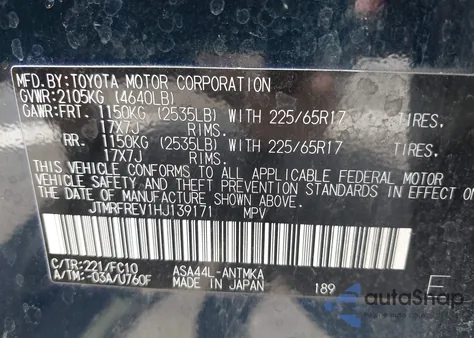 MFD.BY:TOYOTA MOTOR CORPORATION
GVWR:2105KG (4640LB)
GAWR:FRT. 1150KG (2535LB) WITH 225/65R17 TIRES,
17X7J RIMS,
RR. 1150KG (2535LB) WITH 225/65R17 TIRES,
17X7J RIMS.
THIS VEHICLE CONFORMS TO ALL APPLICABLE FEDERAL MOTOR
VEHICLE SAFETY AND THEFT PREVENTION STANDARDS IN EFFECT ON
THE DATE OF MANUFACTURE SHOWN ABOVE.
JTMRFREV1HJ139171 MPV
C/TR:221/FC10 ASA44L-ANTMKA
A/TM:-03A/U760F MADE IN JAPAN 189 E
autoSnap